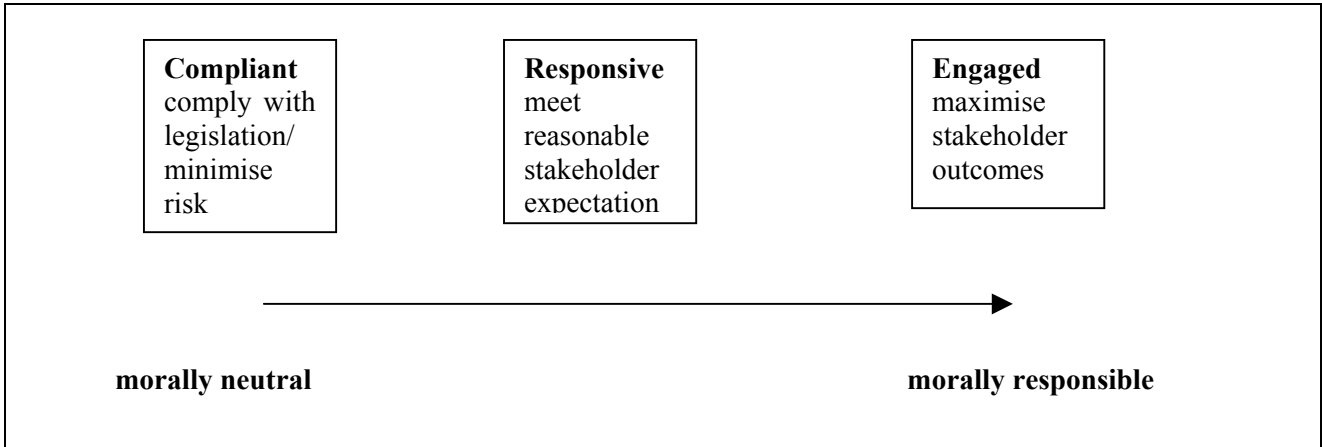 Compliant
comply with
legislation/
minimise
risk
Responsive
meet
reasonable
stakeholder
expectation
Engaged
maximise
stakeholder
outcomes
morally neutral
morally responsible